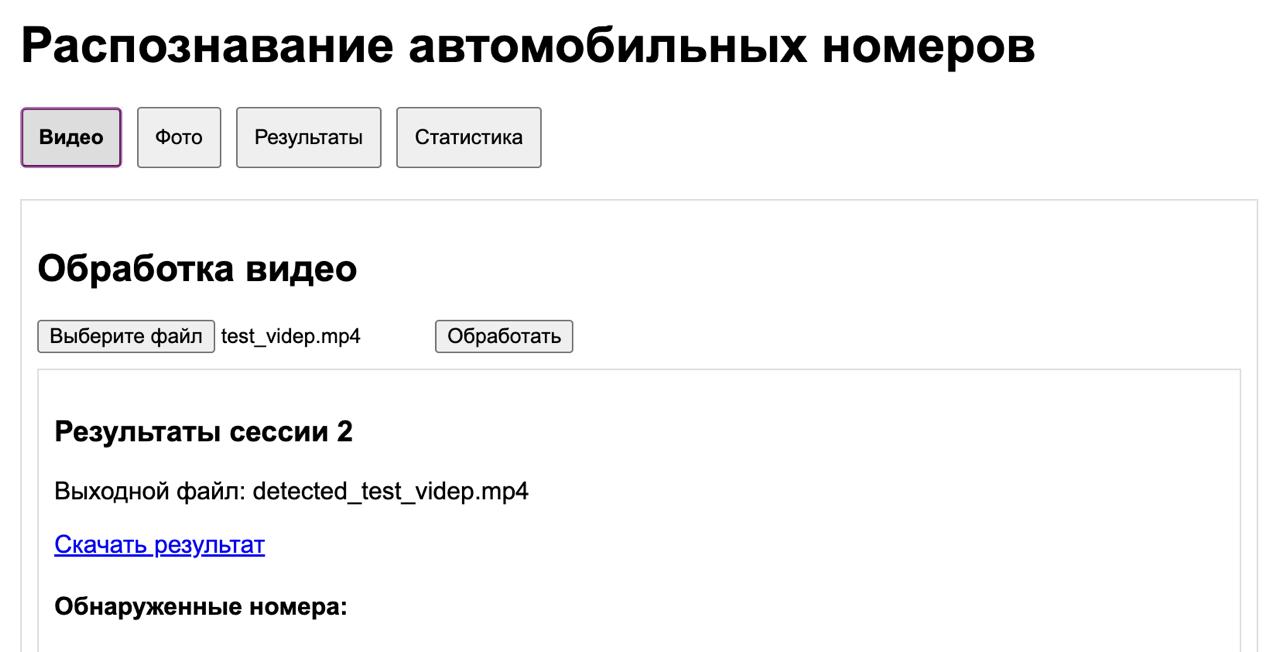 Распознавание автомобильных номеров
Видео Фото Результаты Статистика
Обработка видео
Выберите файл test_videp.mp4 Обработать
Результаты сессии 2
Выходной файл: detected_test_videp.mp4
Скачать результат
Обнаруженные номера: